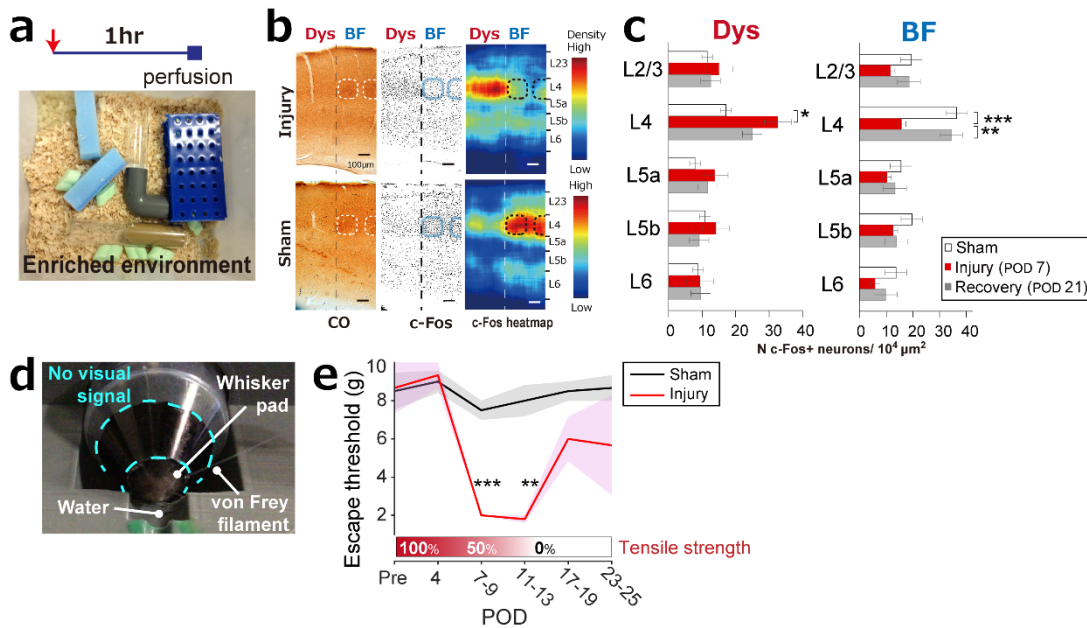 a
1hr
perfusion
Enriched environment
b
Dys BF Dys BF Dys BF
Injury
Sham
100µm
L23
L4
L5a
L5b
L6
Density
High
Low
L23
L4
L5a
L5b
L6
High
Low
CO c-Fos c-Fos heatmap
c
Dys BF
L2/3
L4
L5a
L5b
L6
*
0 10 20 30 40
L2/3
L4
L5a
L5b
L6
***
**
0 10 20 30 40
N c-Fos+ neurons/ 10⁴ µm²
Sham
Injury (POD 7)
Recovery (POD 21)
d
No visual
signal
Whisker
pad
Water
von Frey
filament
e
Escape threshold (g)
10
8
6
4
2
*** **
Sham
Injury
100% 50% 0% Tensile strength
Pre 4 7-9 11-13 17-19 23-25
POD